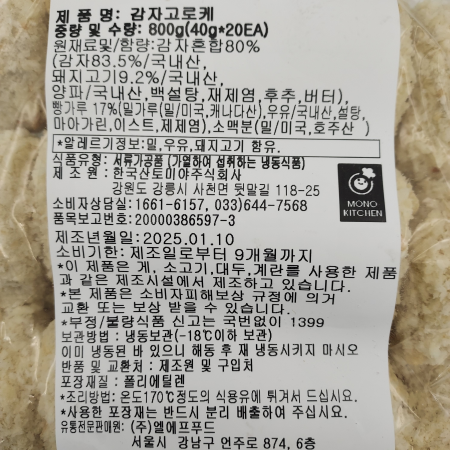 제 품 명: 감자고로케
중량 및 수량: 800g(40g*20EA)
원재료및/함량:감자혼합80%
(감자83.5%/국내산,
돼지고기9.2%/국내산,
양파/국내산,백설탕, 재제염,후추,버터),
빵가루 17%(밀가루(밀/미국,캐나다산),우유/국내산,설탕,
마아가린,이스트,제제염),소맥분(밀/미국,호주산 )
*알레르기정보:밀,우유,돼지고기 함유.
식품유형: 서류가공품 (가열하여 섭취하는 냉동식품)
제 조 원 : 한국산토미아주식회사
강원도 강릉시 사천면 뒷밑길 118-25
소비자상담실:1661-6157, 033)644-7568
품목보고번호:20000386597-3
MONO
KITCHEN
제조년월일:2025.01.10
소비기한: 제조일로부터 9개월까지
*이 제품은 게, 소고기,대두,계란를 사용한 제품
과 같은 제조시설에서 제조하고 있습니다.
*본 제품은 소비자피해보상 규정에 의거
교환 또는 보상 받을 수 있습니다.
*부정/불량식품 신고는 국번없이 1399
보관방법 : 냉동보관(-18℃이하 보관)
이미 냉동된 바 있으니 해동 후 재 냉동시키지 마시오
반품 및 교환처 : 제조원 및 구입처
포장재질 : 폴리에틸렌
*조리방법: 온도170℃정도의 식용유에 튀겨서 드십시요.
*사용한 포장재는 반드시 분리 배출하여 주십시요.
유통전문판매원: (주)엘에프푸드
서울시 강남구 언주로 874, 6층